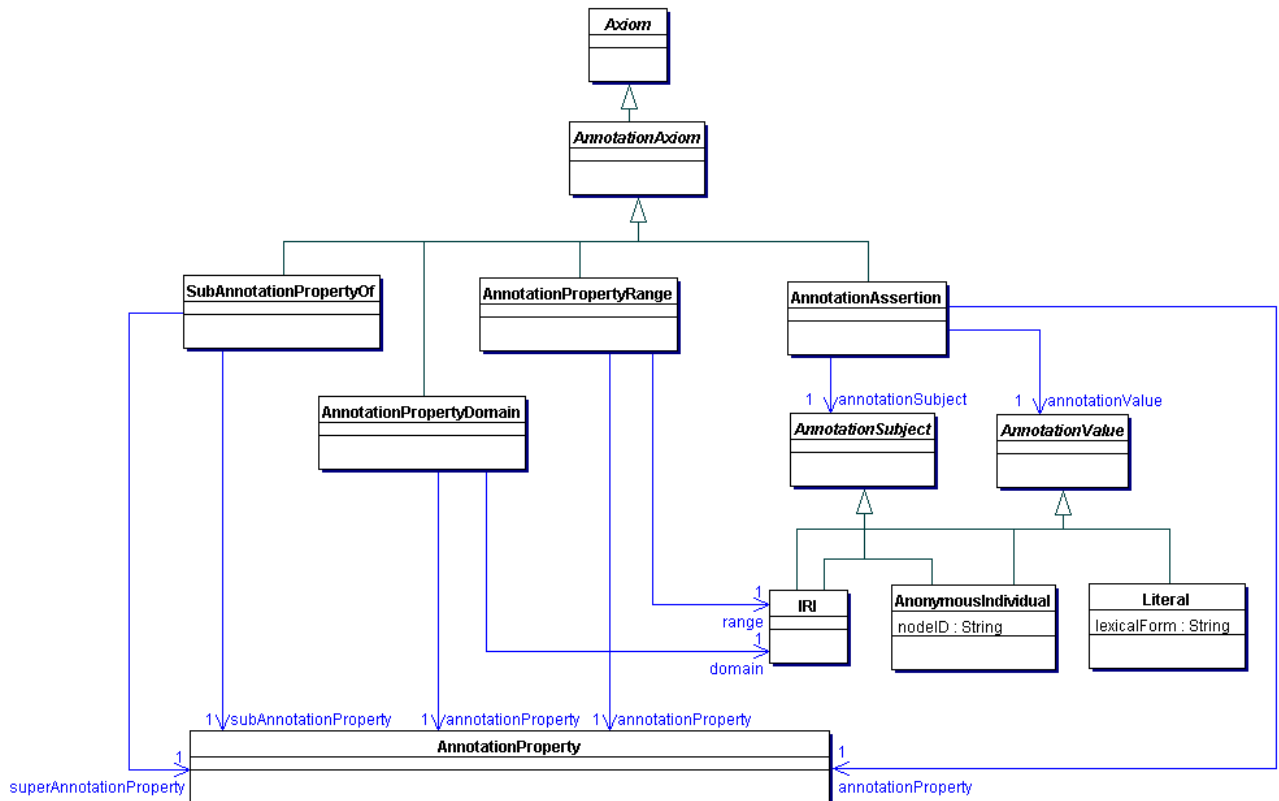 Axiom
AnnotationAxiom
SubAnnotationPropertyOf
AnnotationPropertyRange
AnnotationAssertion
AnnotationPropertyDomain
1 annotationSubject
1 annotationValue
AnnotationSubject
AnnotationValue
1
range
IRI
AnonymousIndividual
nodeID : String
Literal
lexicalForm : String
1
domain
1 subAnnotationProperty
1 annotationProperty
1 annotationProperty
AnnotationProperty
1
superAnnotationProperty
1
annotationProperty